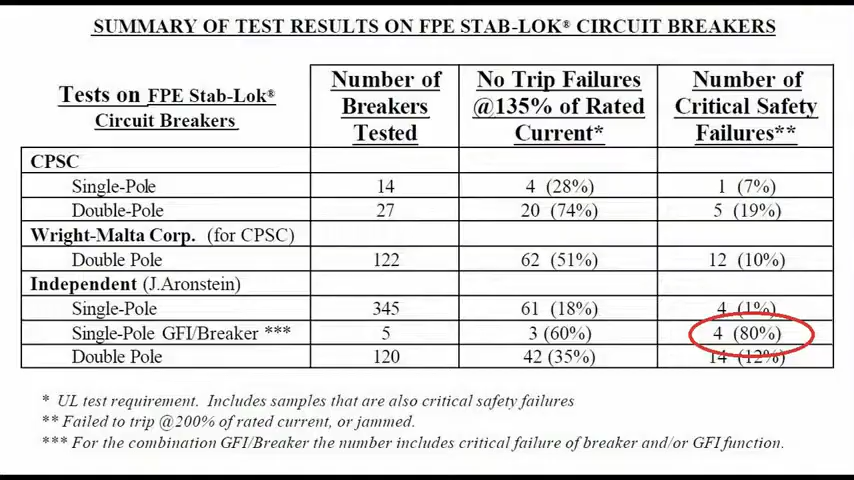 SUMMARY OF TEST RESULTS ON FPE STAB-LOK® CIRCUIT BREAKERS
Tests on FPE Stab-Lok® Circuit Breakers | Number of Breakers Tested | No Trip Failures @135% of Rated Current* | Number of Critical Safety Failures**
CPSC
Single-Pole 14 4 (28%) 1 (7%)
Double-Pole 27 20 (74%) 5 (19%)
Wright-Malta Corp. (for CPSC)
Double Pole 122 62 (51%) 12 (10%)
Independent (J.Aronstein)
Single-Pole 345 61 (18%) 4 (1%)
Single-Pole GFI/Breaker *** 5 3 (60%) 4 (80%)
Double Pole 120 42 (35%) 14 (12%)
* UL test requirement. Includes samples that are also critical safety failures
** Failed to trip @200% of rated current, or jammed.
*** For the combination GFI/Breaker the number includes critical failure of breaker and/or GFI function.